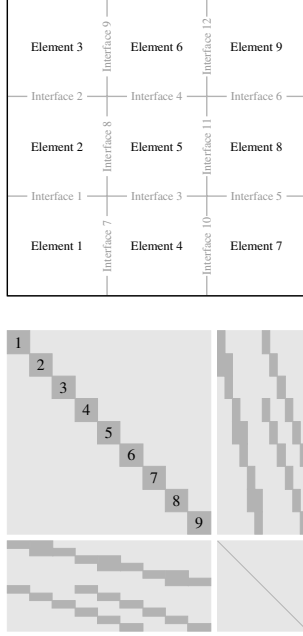 Interface 9
Interface 12
Element 3
Element 6
Element 9
Interface 2
Interface 4
Interface 6
Interface 8
Interface 11
Element 2
Element 5
Element 8
Interface 1
Interface 3
Interface 5
Interface 7
Interface 10
Element 1
Element 4
Element 7
1
2
3
4
5
6
7
8
9